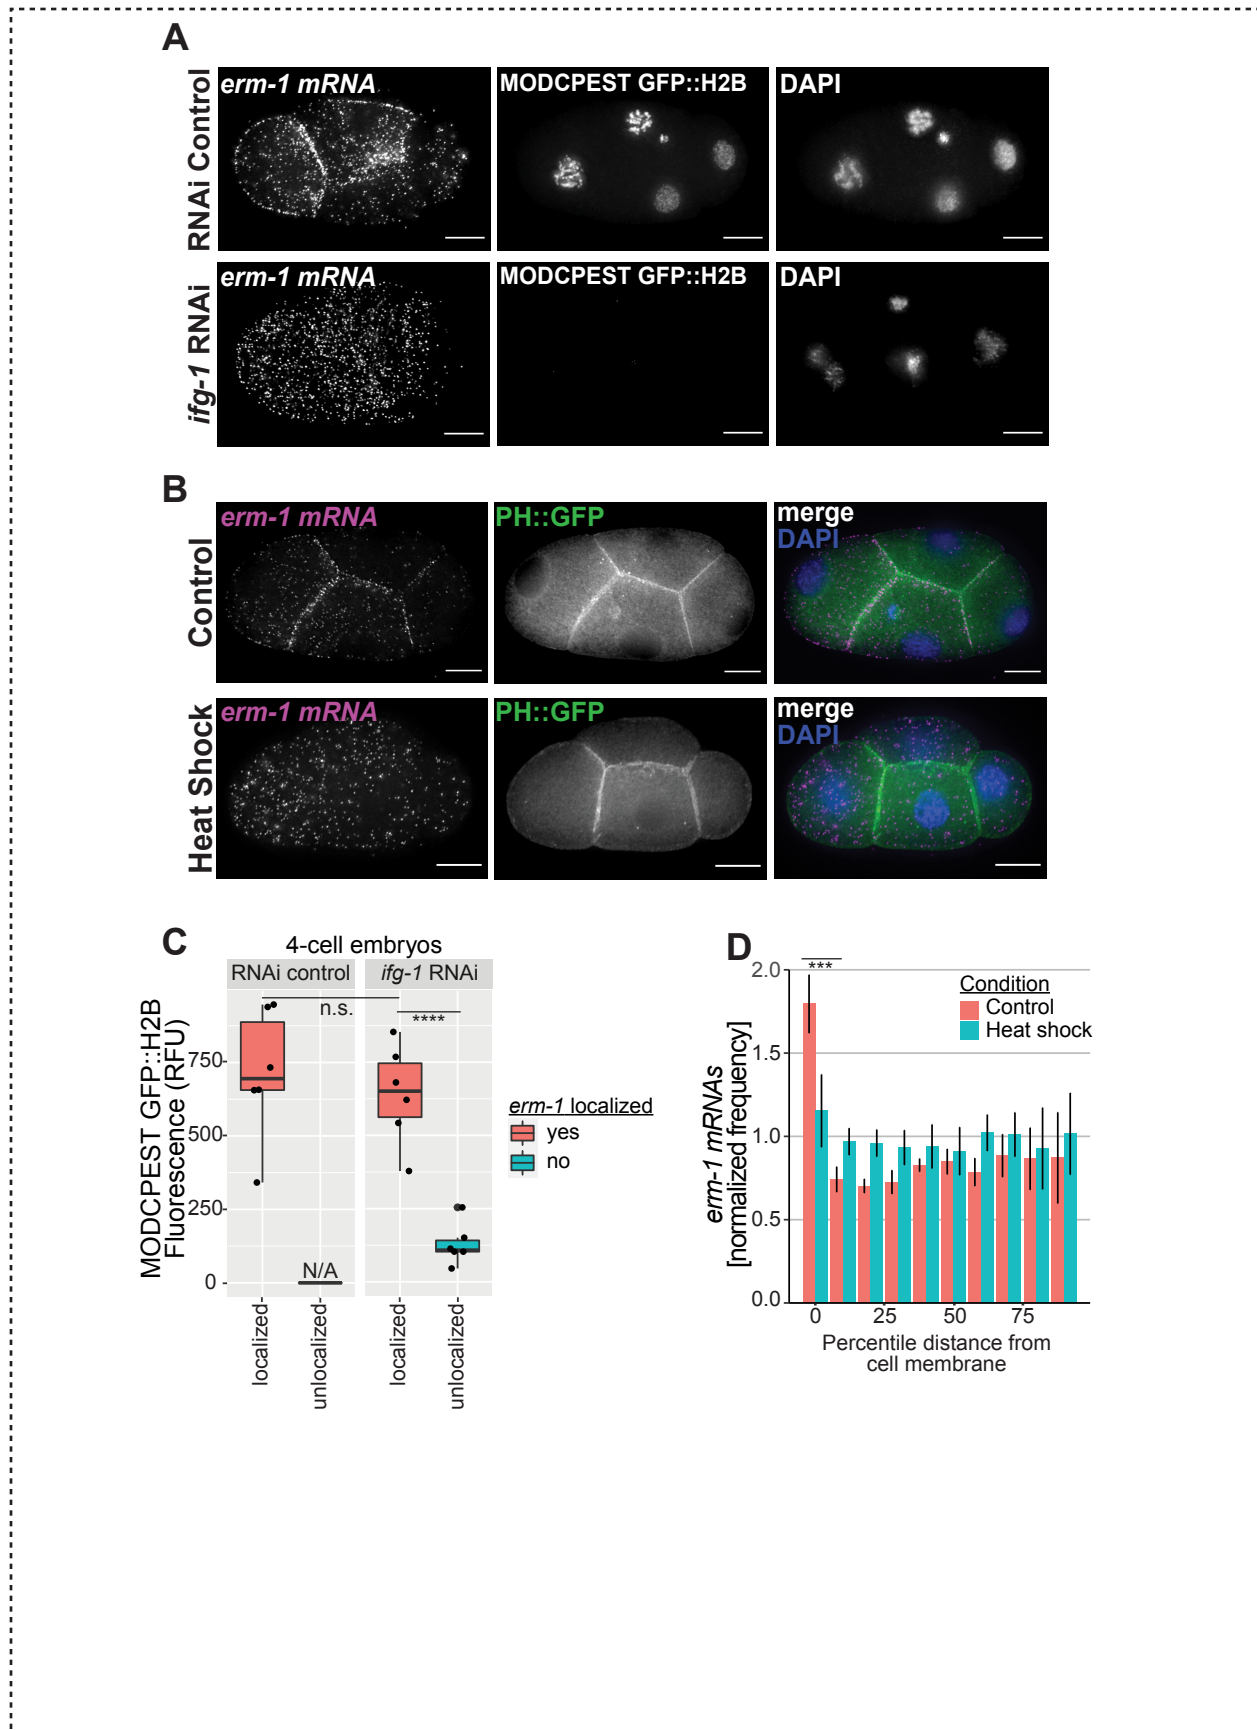 A
RNAi Control
erm-1 mRNA
MODCPEST GFP::H2B
DAPI
ifg-1 RNAi
erm-1 mRNA
MODCPEST GFP::H2B
DAPI
B
Control
erm-1 mRNA
PH::GFP
merge
DAPI
Heat Shock
erm-1 mRNA
PH::GFP
merge
DAPI
C
4-cell embryos
RNAi control
ifg-1 RNAi
n.s.
****
MODCPEST GFP::H2B
Fluorescence (RFU)
750
500
250
0
N/A
localized
unlocalized
localized
unlocalized
erm-1 localized
yes
no
D
***
Condition
Control
Heat shock
erm-1 mRNAs
[normalized frequency]
2.0
1.5
1.0
0.5
0.0
0 25 50 75
Percentile distance from
cell membrane